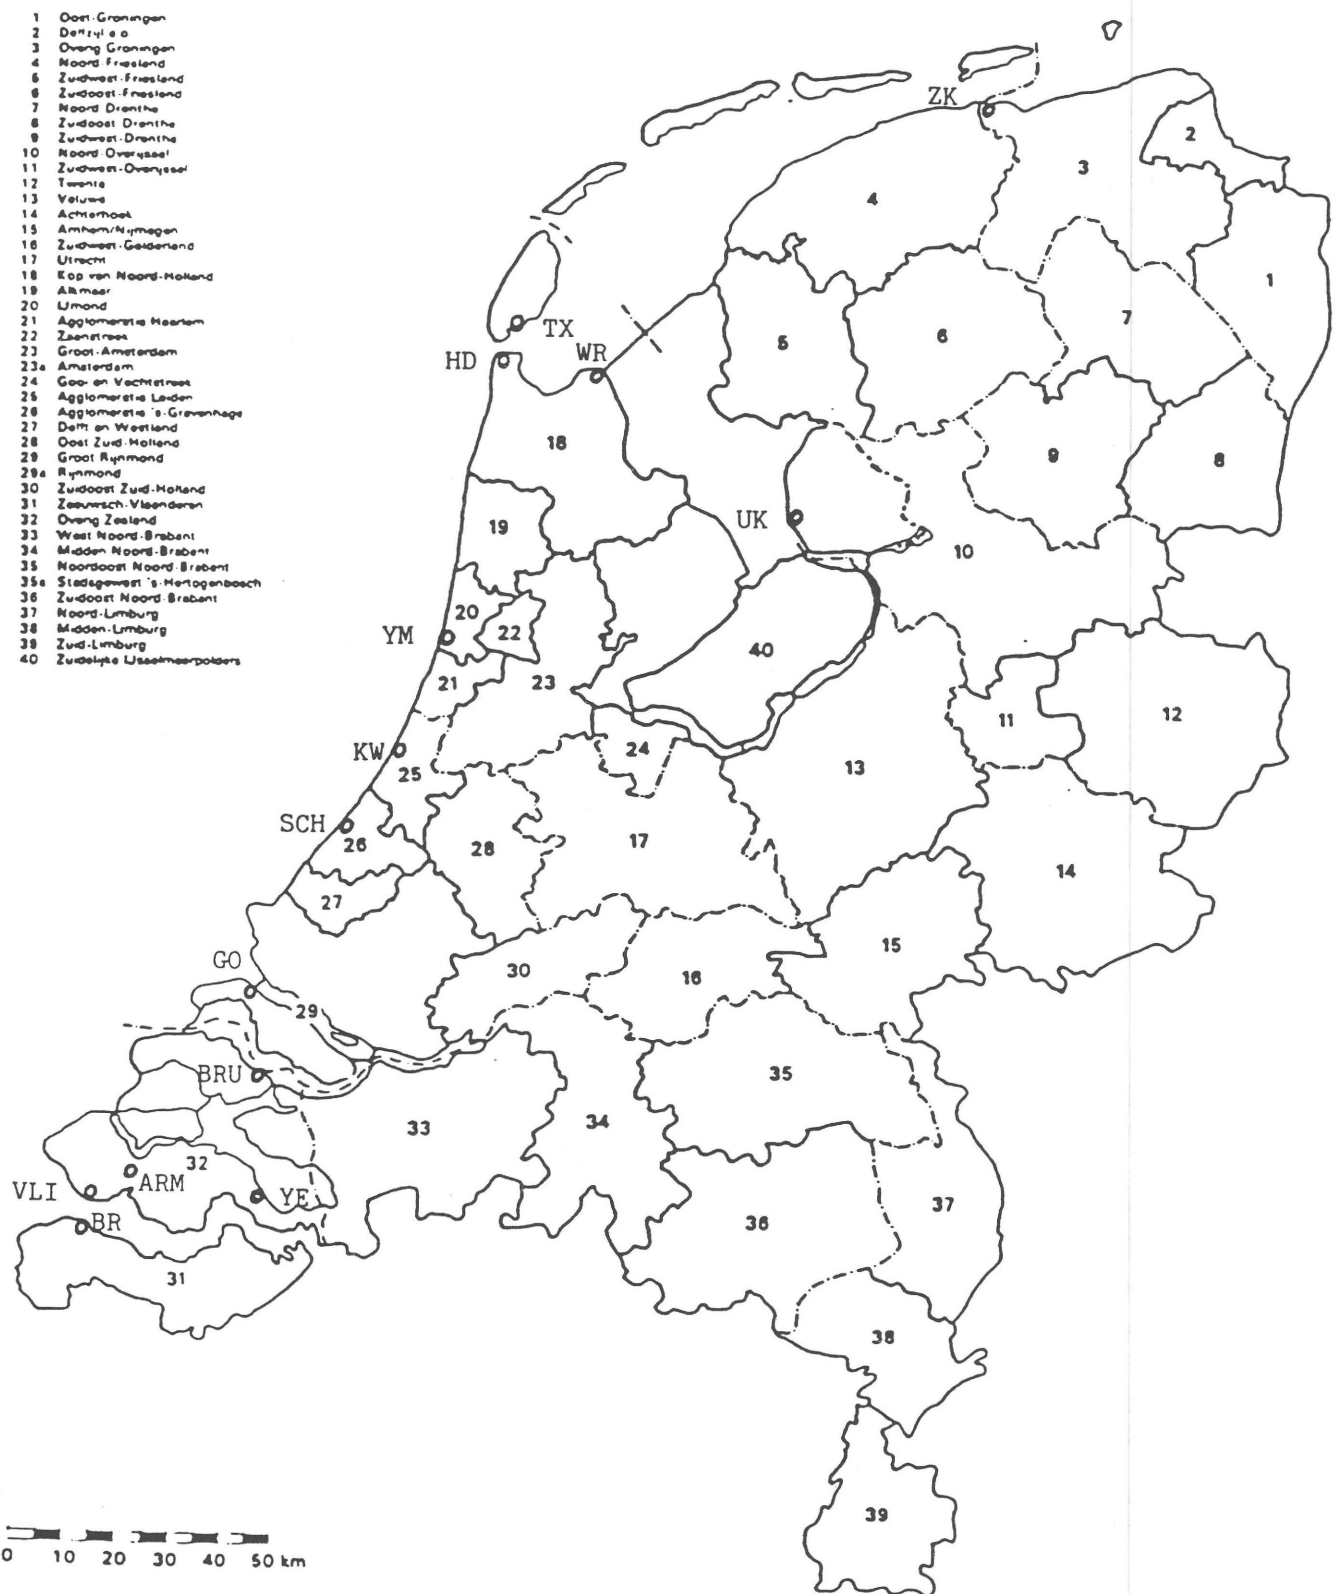 1 Oost-Groningen
2 Delfzijl e.o
3 Overig Groningen
4 Noord-Friesland
5 Zuidwest-Friesland
6 Zuidoost-Friesland
7 Noord Drenthe
8 Zuidoost Drenthe
9 Zuidwest-Drenthe
10 Noord-Overijssel
11 Zuidwest-Overijssel
12 Twente
13 Veluwe
14 Achterhoek
15 Arnhem/Nijmegen
16 Zuidwest-Gelderland
17 Utrecht
18 Kop van Noord-Holland
19 Alkmaar
20 IJmond
21 Agglomeratie Haarlem
22 Zaanstreek
23 Groot-Amsterdam
23a Amsterdam
24 Gooi en Vechtstreek
25 Agglomeratie Leiden
26 Agglomeratie 's-Gravenhage
27 Delft en Westland
28 Oost Zuid-Holland
29 Groot Rijnmond
29a Rijnmond
30 Zuidoost Zuid-Holland
31 Zeeuwsch-Vlaanderen
32 Overig Zeeland
33 West Noord-Brabant
34 Midden Noord-Brabant
35 Noordoost Noord-Brabant
35a Stadsgewest 's-Hertogenbosch
36 Zuidoost Noord-Brabant
37 Noord-Limburg
38 Midden-Limburg
39 Zuid-Limburg
40 Zuidelijke IJsselmeerpolders
ZK
2
3
4
1
7
TX
5
6
HD
WR
18
9
8
19
UK
10
20
YM
22
40
21
23
11
12
24
KW
25
13
SCH
26
28
17
14
27
15
GO
30
16
29
BRU
35
33
34
32
VLI
ARM
YE
37
BR
36
31
38
39
0 10 20 30 40 50 km